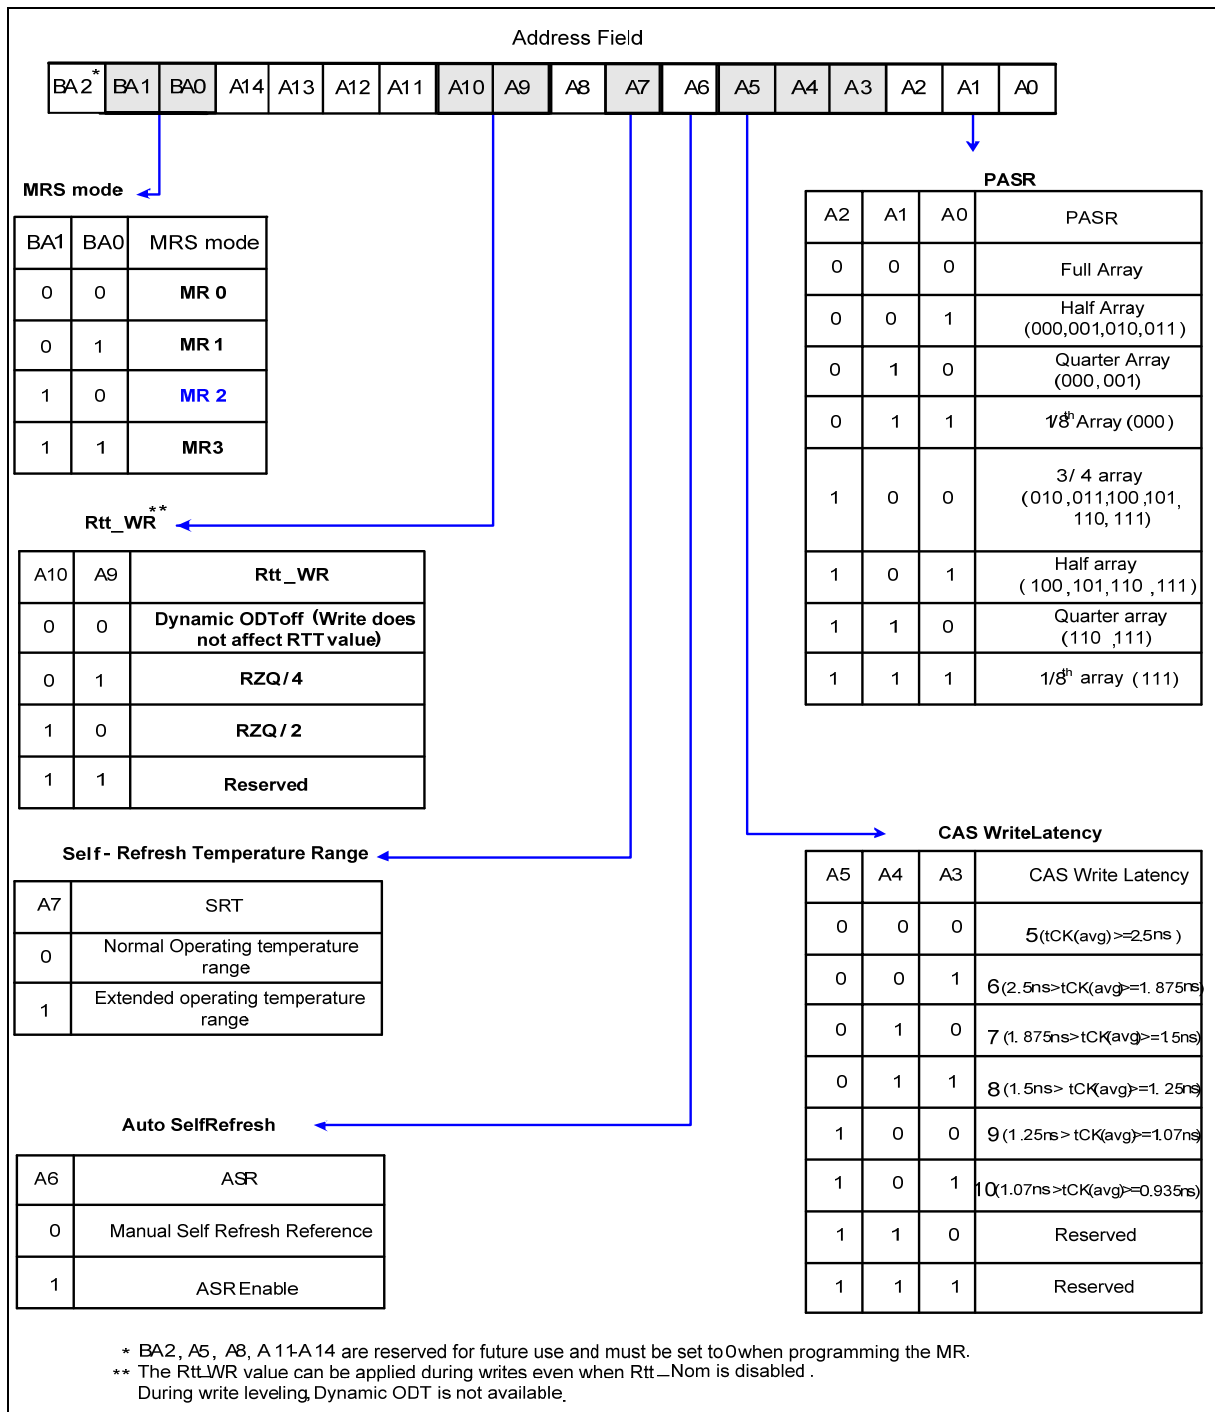 Address Field
BA2* BA1 BA0 A14 A13 A12 A11 A10 A9 A8 A7 A6 A5 A4 A3 A2 A1 A0
MRS mode
BA1 BA0 MRS mode
0 0 MR 0
0 1 MR 1
1 0 MR 2
1 1 MR3
Rtt_WR**
A10 A9 Rtt_WR
0 0 Dynamic ODToff (Write does
not affect RTT value)
0 1 RZQ/4
1 0 RZQ/2
1 1 Reserved
Self-Refresh Temperature Range
A7 SRT
0 Normal Operating temperature
range
1 Extended operating temperature
range
Auto SelfRefresh
A6 ASR
0 Manual Self Refresh Reference
1 ASR Enable
PASR
A2 A1 A0 PASR
0 0 0 Full Array
0 0 1 Half Array
(000,001,010,011)
0 1 0 Quarter Array
(000,001)
0 1 1 1/8th Array (000)
1 0 0 3/4 array
(010,011,100,101,
110,111)
1 0 1 Half array
(100,101,110,111)
1 1 0 Quarter array
(110,111)
1 1 1 1/8th array (111)
CAS WriteLatency
A5 A4 A3 CAS Write Latency
0 0 0 5(tCK(avg)>=2.5ns)
0 0 1 6(2.5ns>tCK(avg)>=1.875ns)
0 1 0 7(1.875ns>tCK(avg)>=15ns)
0 1 1 8(1.5ns>tCK(avg)>=1.25ns)
1 0 0 9(1.25ns>tCK(avg)>=1.07ns)
1 0 1 10(1.07ns>tCK(avg)>=0.935ns)
1 1 0 Reserved
1 1 1 Reserved
* BA2, A5, A8, A11-A14 are reserved for future use and must be set to 0 when programming the MR.
** The Rtt_WR value can be applied during writes even when Rtt_Nom is disabled.
During write leveling, Dynamic ODT is not available.